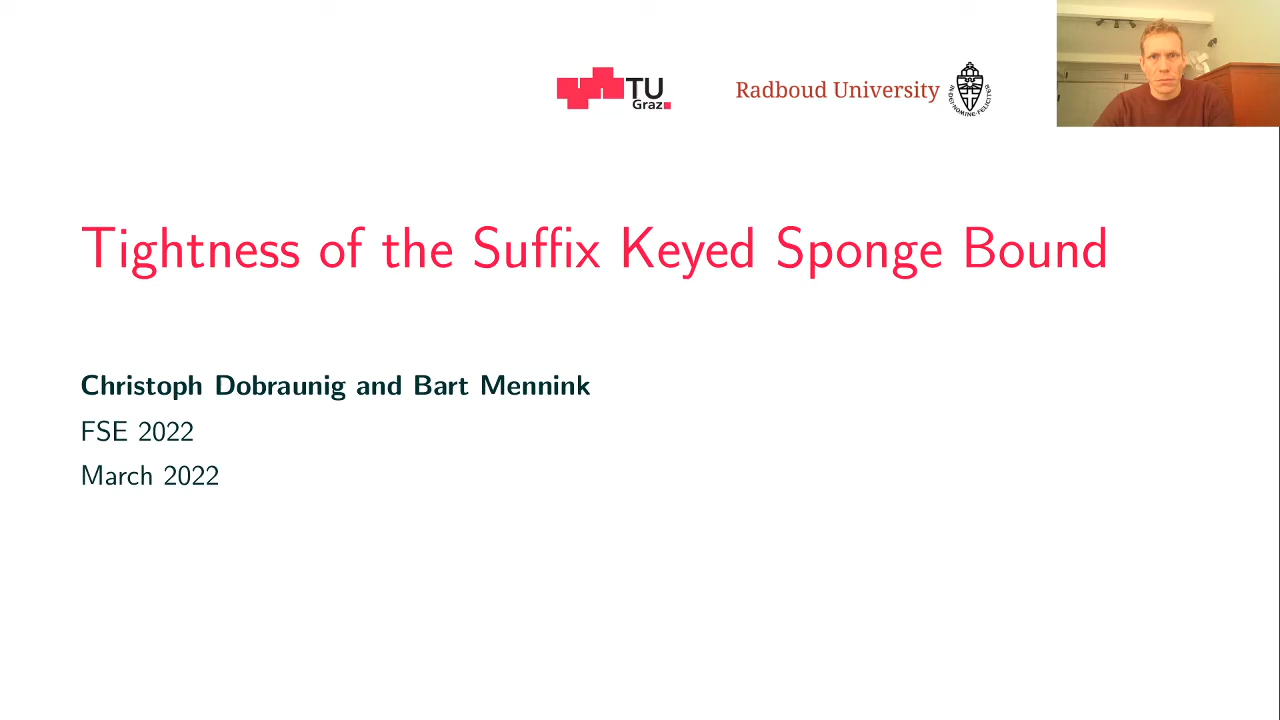 TU
Graz
Radboud University
Tightness of the Suffix Keyed Sponge Bound
Christoph Dobraunig and Bart Mennink
FSE 2022
March 2022